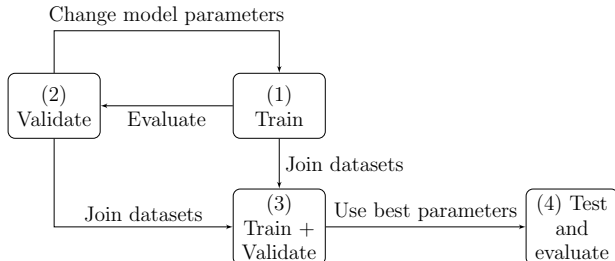 Change model parameters
(2)
Validate
Evaluate
(1)
Train
Join datasets
Join datasets
(3)
Train +
Validate
Use best parameters
(4) Test
and
evaluate